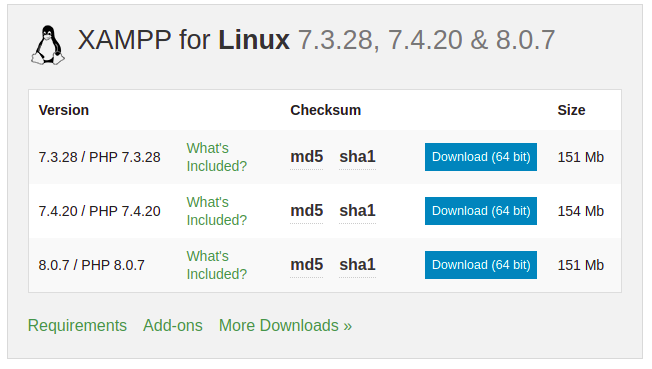 XAMPP for Linux 7.3.28, 7.4.20 & 8.0.7
Version Checksum Size
7.3.28 / PHP 7.3.28 What's Included? md5 sha1 Download (64 bit) 151 Mb
7.4.20 / PHP 7.4.20 What's Included? md5 sha1 Download (64 bit) 154 Mb
8.0.7 / PHP 8.0.7 What's Included? md5 sha1 Download (64 bit) 151 Mb
Requirements Add-ons More Downloads »